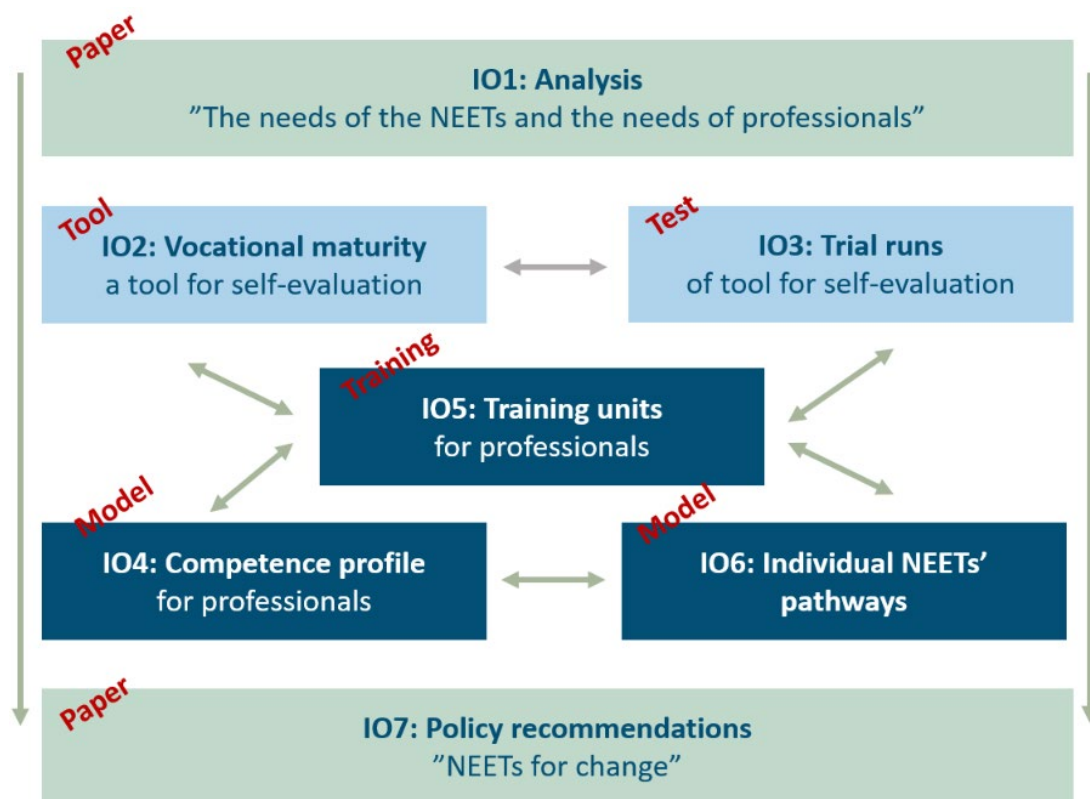 Paper
IO1: Analysis
”The needs of the NEETs and the needs of professionals”
Tool
IO2: Vocational maturity
a tool for self-evaluation
Test
IO3: Trial runs
of tool for self-evaluation
Training
IO5: Training units
for professionals
Model
IO4: Competence profile
for professionals
Model
IO6: Individual NEETs’
pathways
Paper
IO7: Policy recommendations
”NEETs for change”